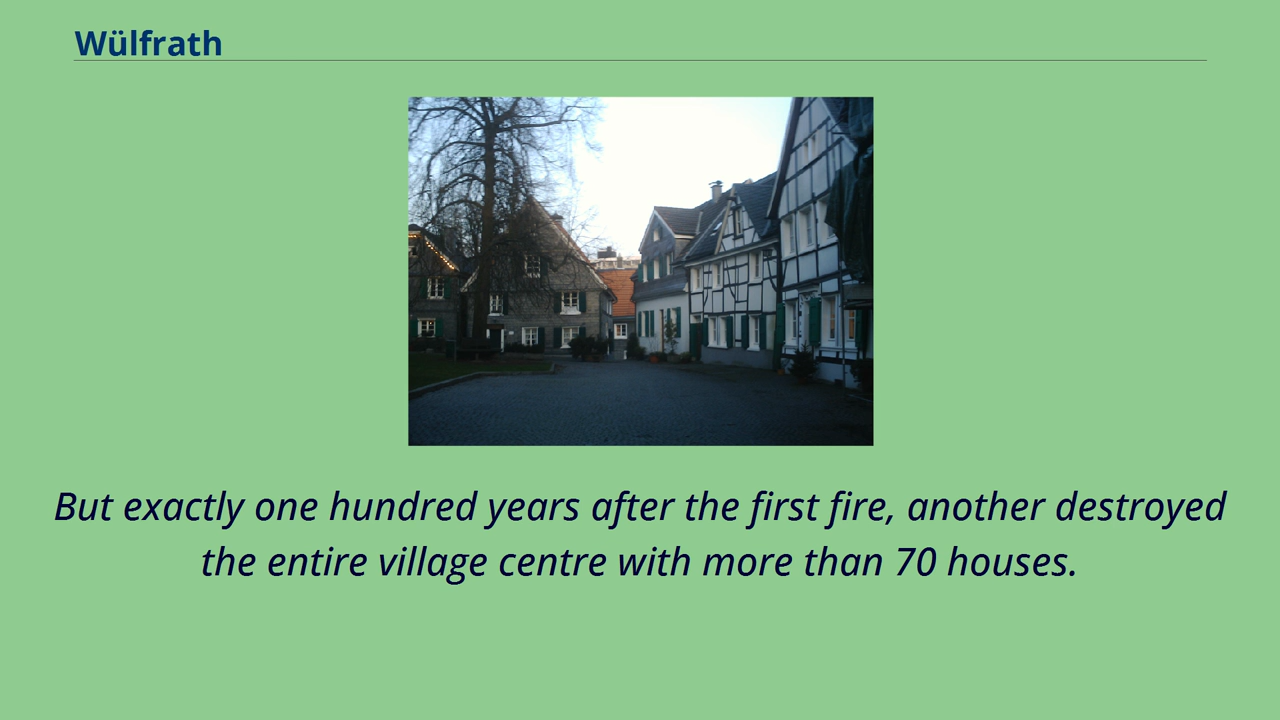 Wülfrath
But exactly one hundred years after the first fire, another destroyed
the entire village centre with more than 70 houses.